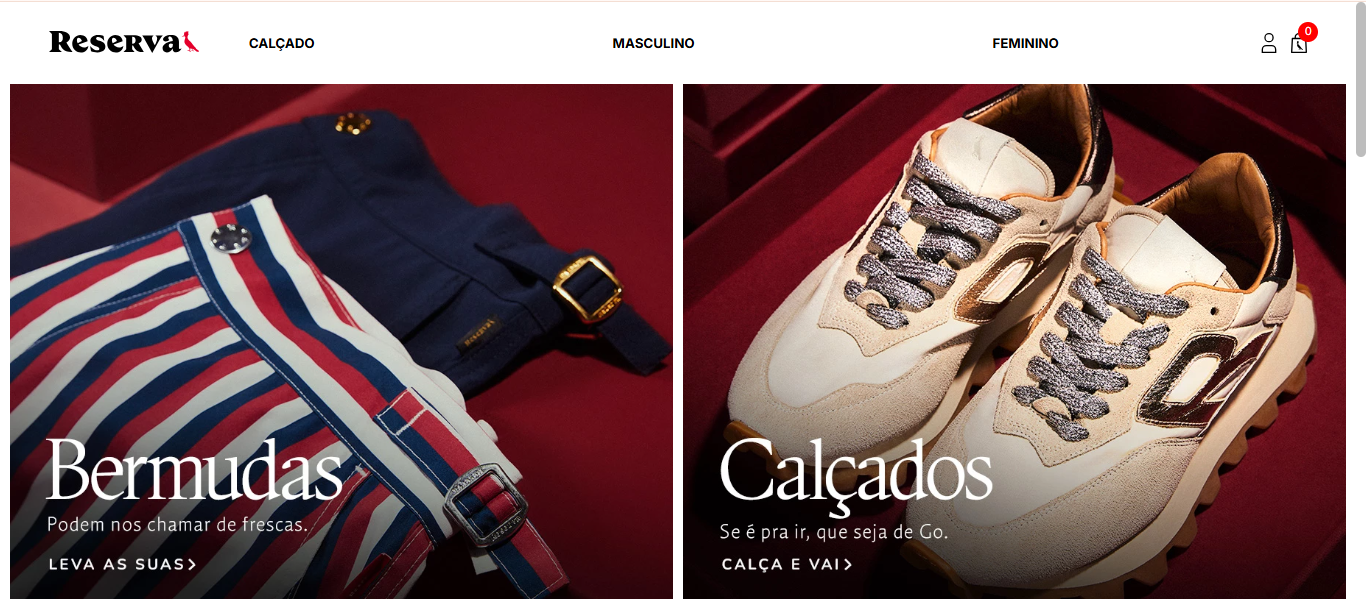 Reserva
CALÇADO
MASCULINO
FEMININO
0
Bermudas
Podem nos chamar de frescas.
LEVA AS SUAS>
Calçados
Se é pra ir, que seja de Go.
CALÇA E VAI>